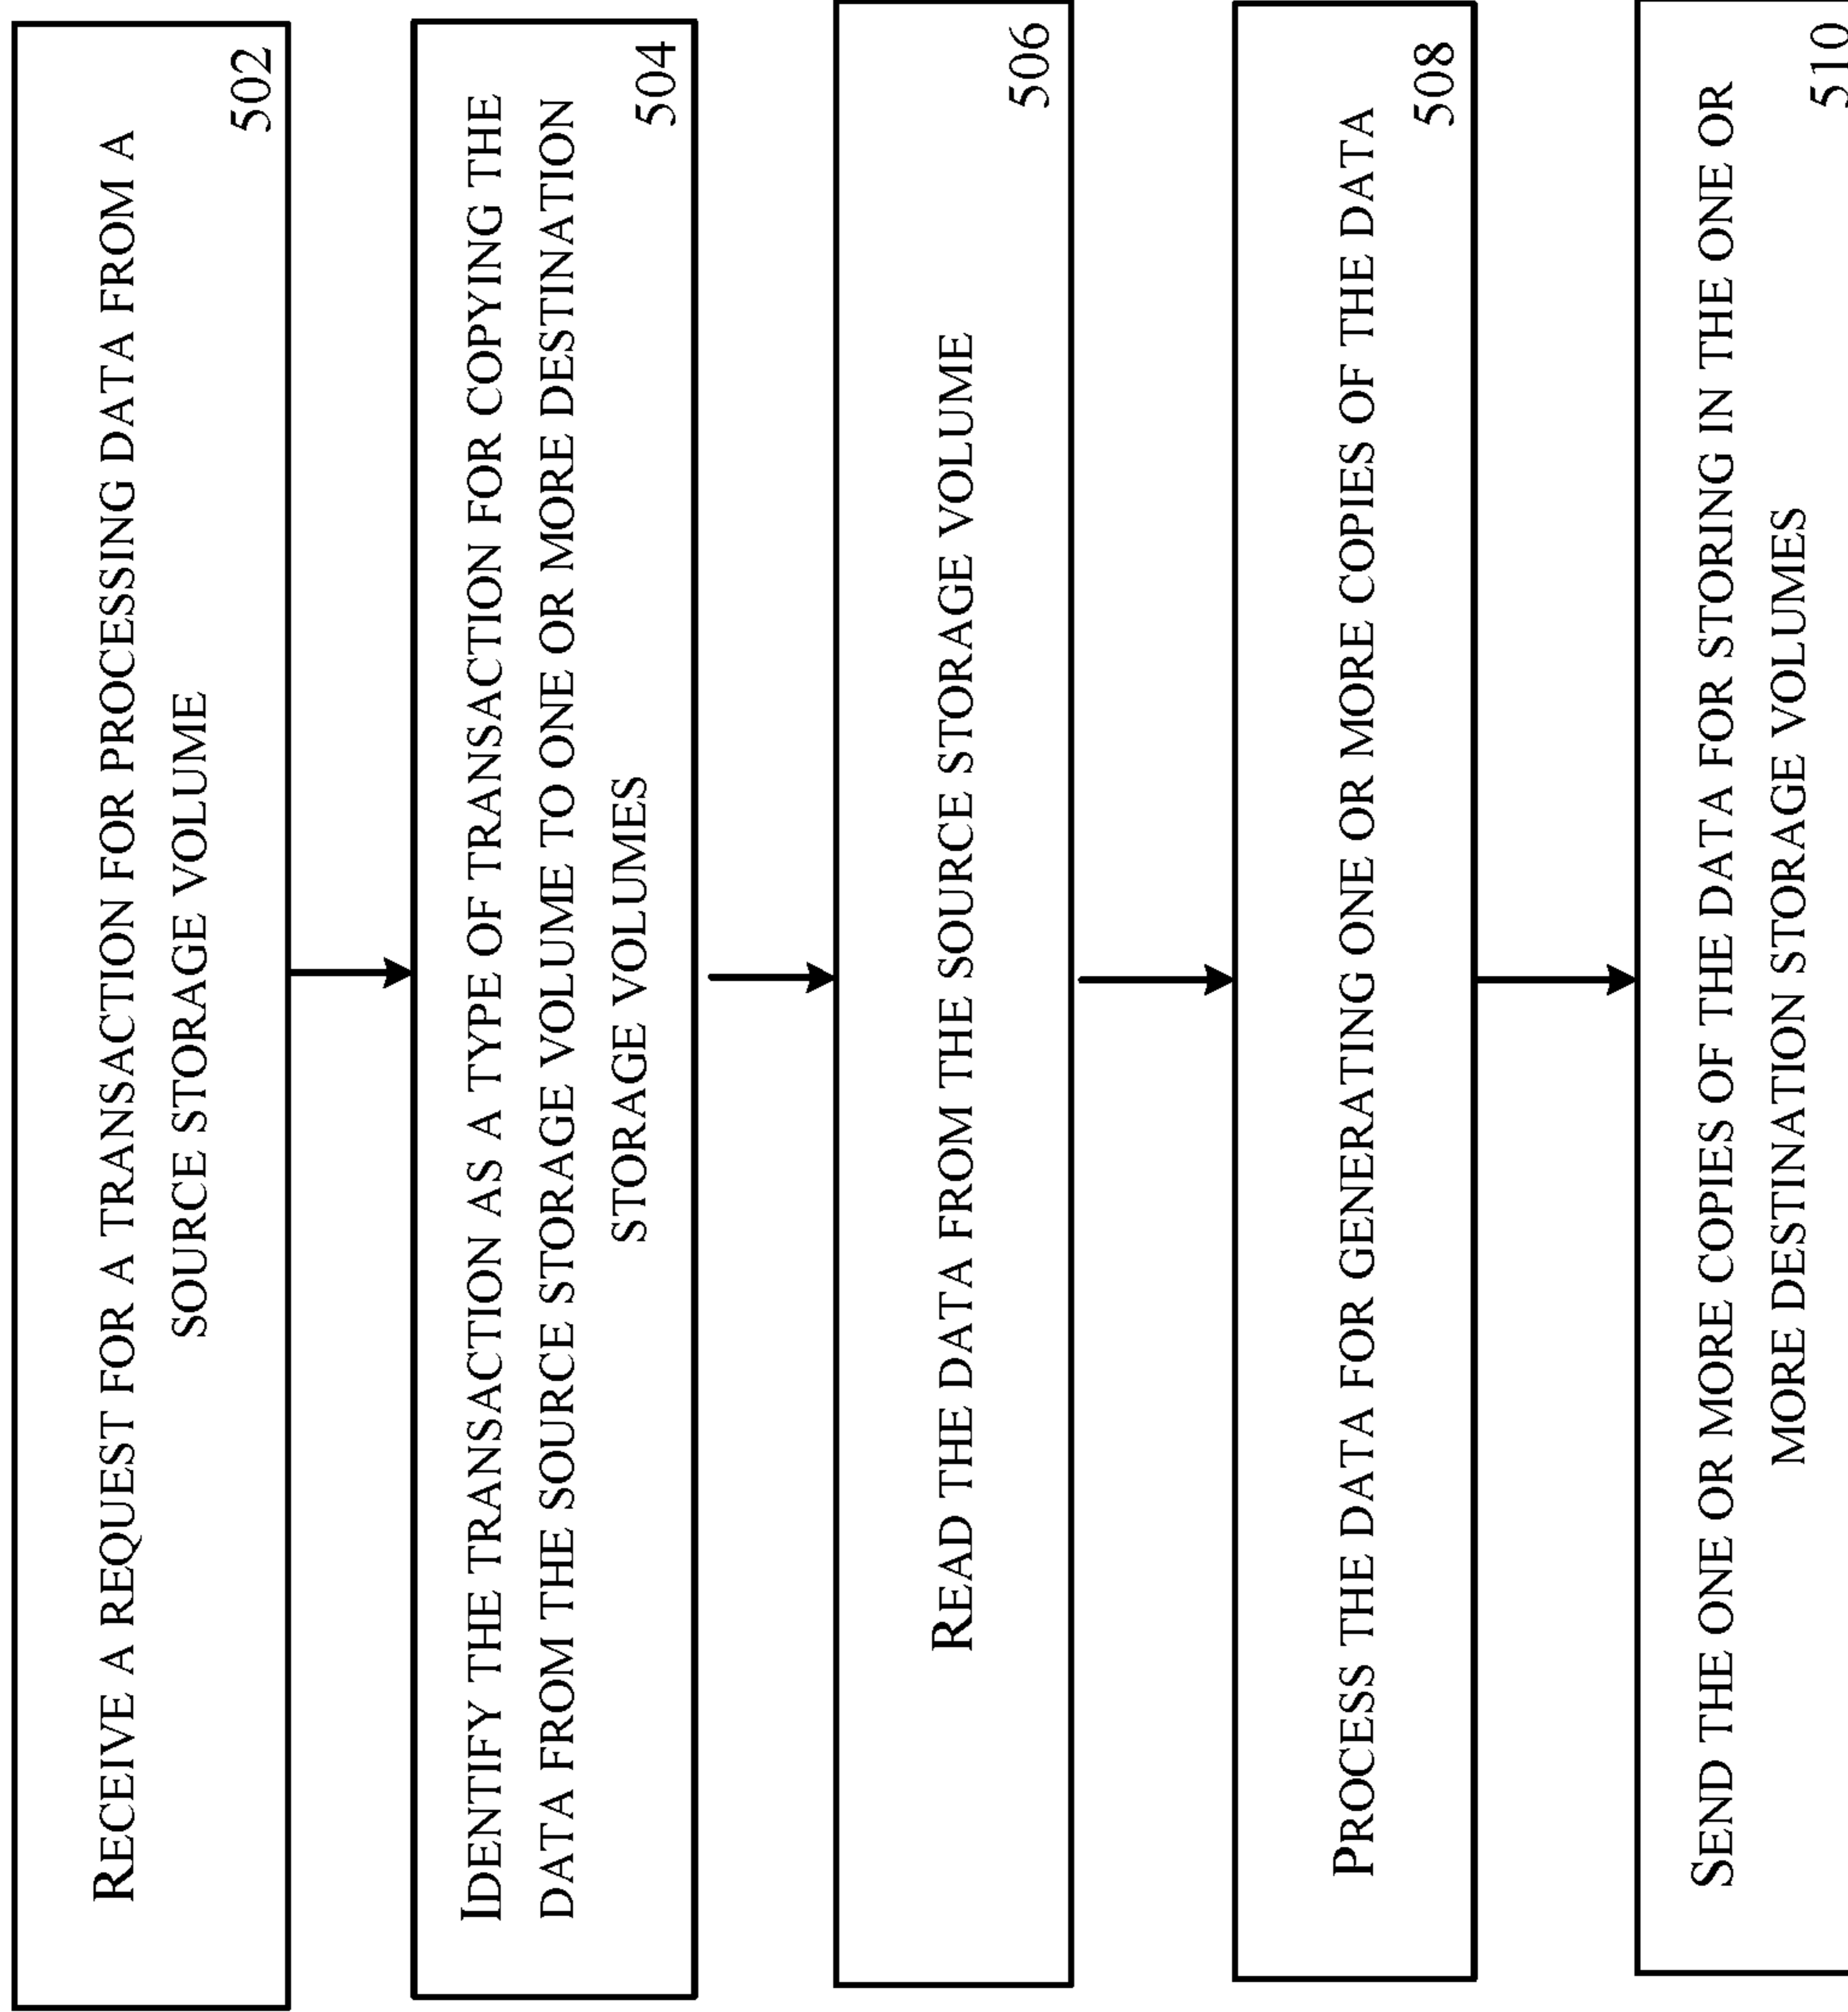 RECEIVE A REQUEST FOR A TRANSACTION FOR PROCESSING DATA FROM A
SOURCE STORAGE VOLUME
502
IDENTIFY THE TRANSACTION AS A TYPE OF TRANSACTION FOR COPYING THE
DATA FROM THE SOURCE STORAGE VOLUME TO ONE OR MORE DESTINATION
STORAGE VOLUMES
504
READ THE DATA FROM THE SOURCE STORAGE VOLUME
506
PROCESS THE DATA FOR GENERATING ONE OR MORE COPIES OF THE DATA
508
SEND THE ONE OR MORE COPIES OF THE DATA FOR STORING IN THE ONE OR
MORE DESTINATION STORAGE VOLUMES
510